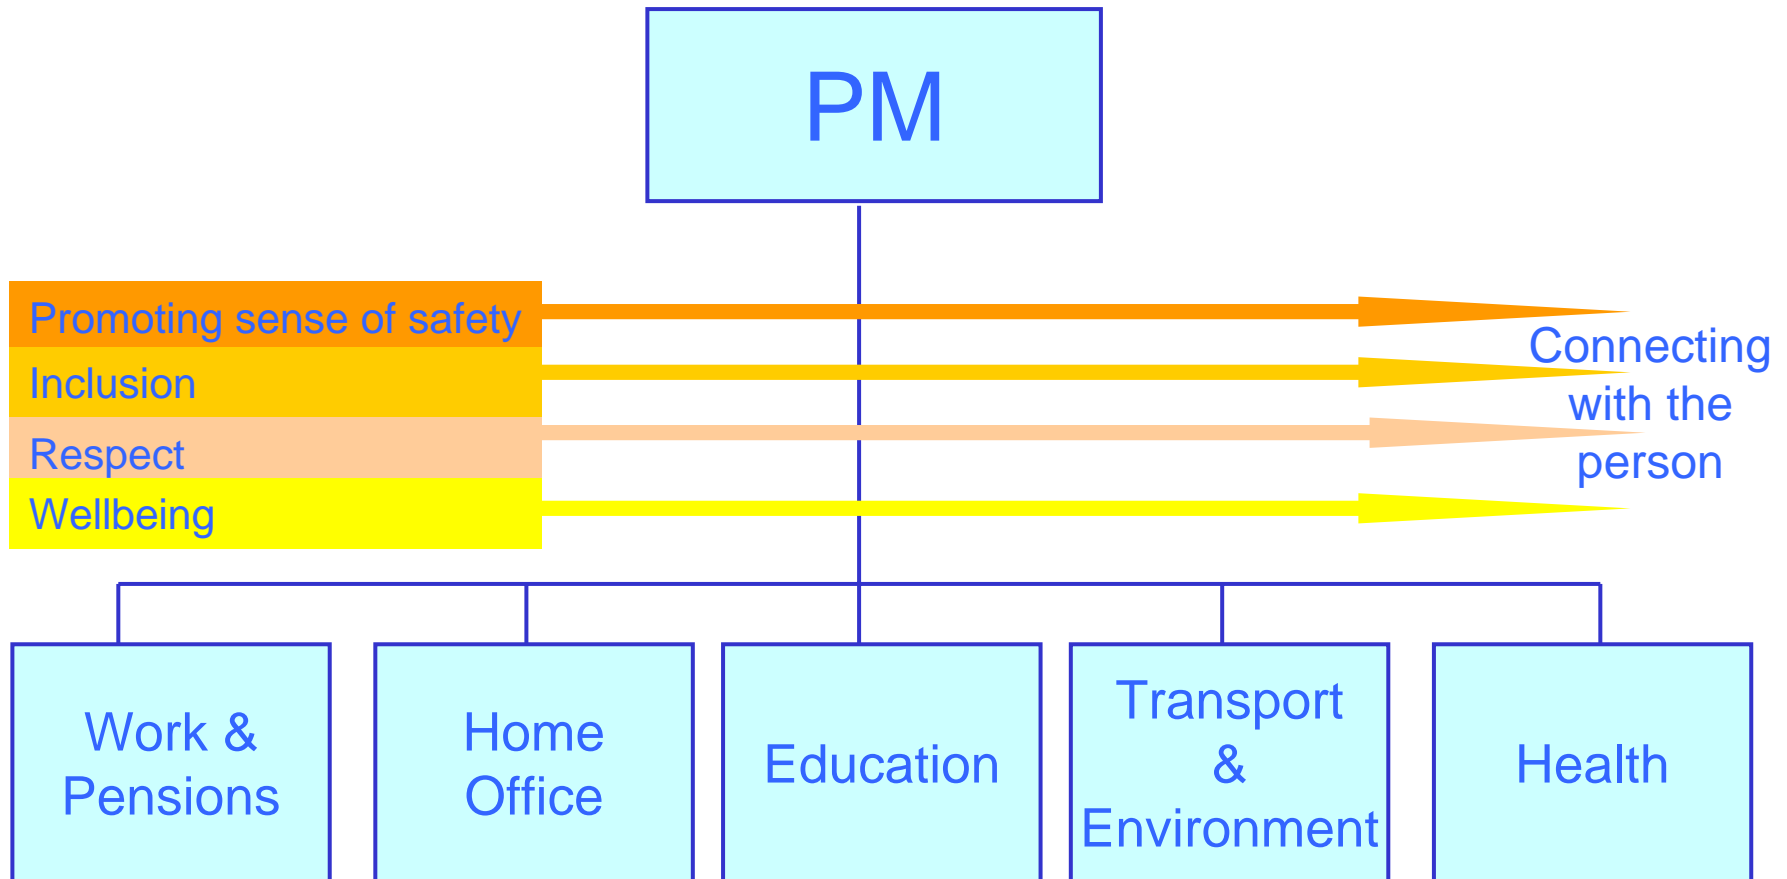 PM
Promoting sense of safety
Inclusion
Respect
Wellbeing
Connecting
with the
person
Work &
Pensions
Home
Office
Education
Transport
&
Environment
Health